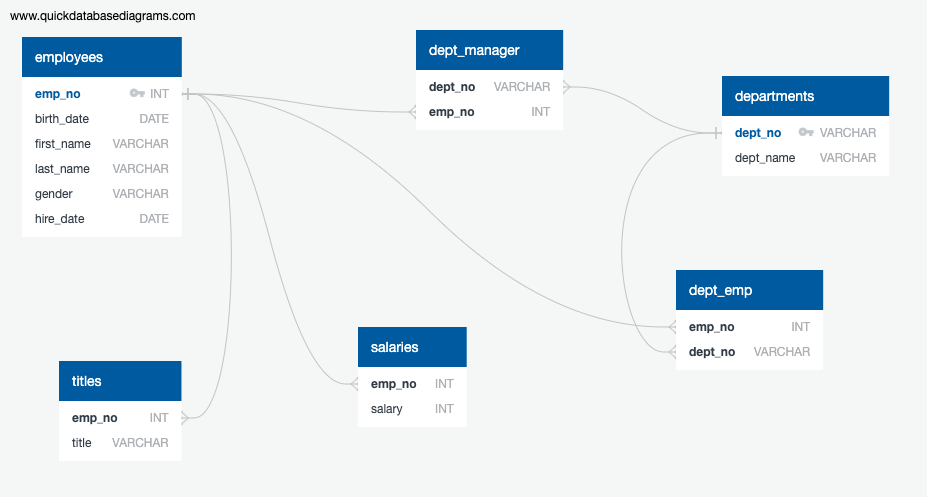 www.quickdatabasediagrams.com
employees
emp_no INT
birth_date DATE
first_name VARCHAR
last_name VARCHAR
gender VARCHAR
hire_date DATE
dept_manager
dept_no VARCHAR
emp_no INT
departments
dept_no VARCHAR
dept_name VARCHAR
dept_emp
emp_no INT
dept_no VARCHAR
salaries
emp_no INT
salary INT
titles
emp_no INT
title VARCHAR